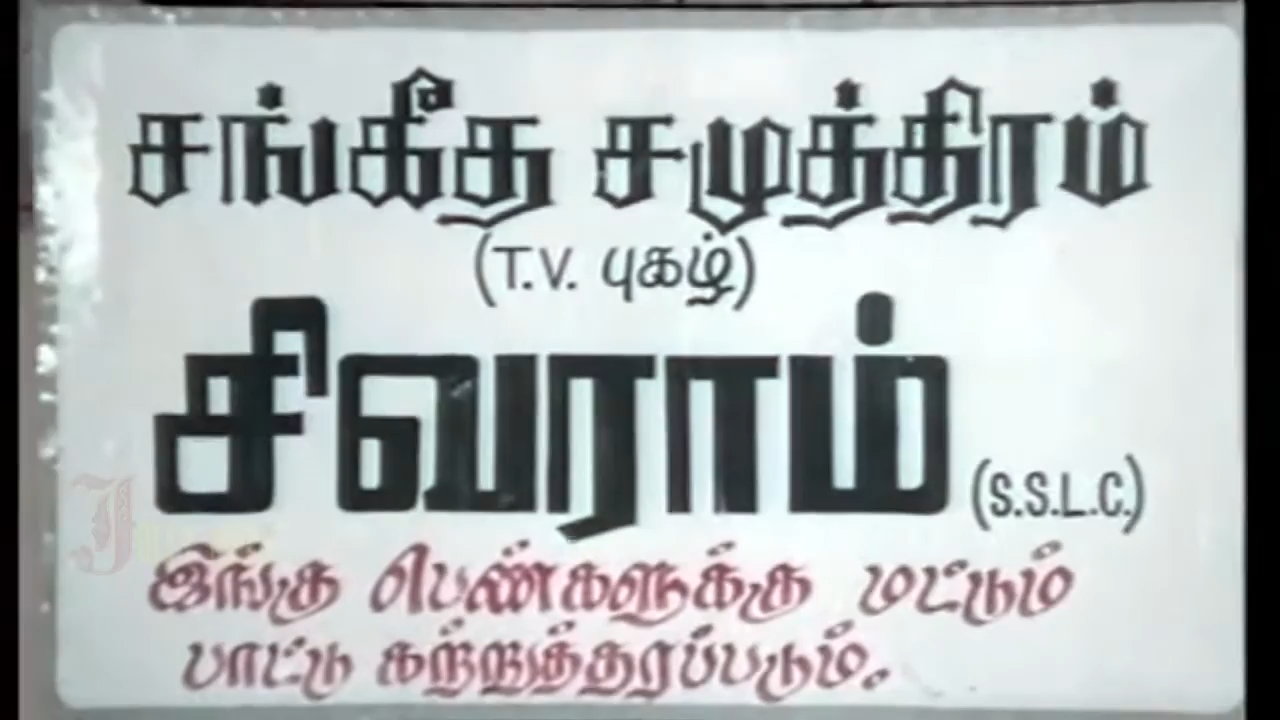 சங்கீத சமுத்திரம்
(T.V. புகழ்)
சிவராம் (S.S.L.C.)
இங்கு பெண்களுக்கு மட்டும்
பாட்டு கற்றுத்தரப்படும்.